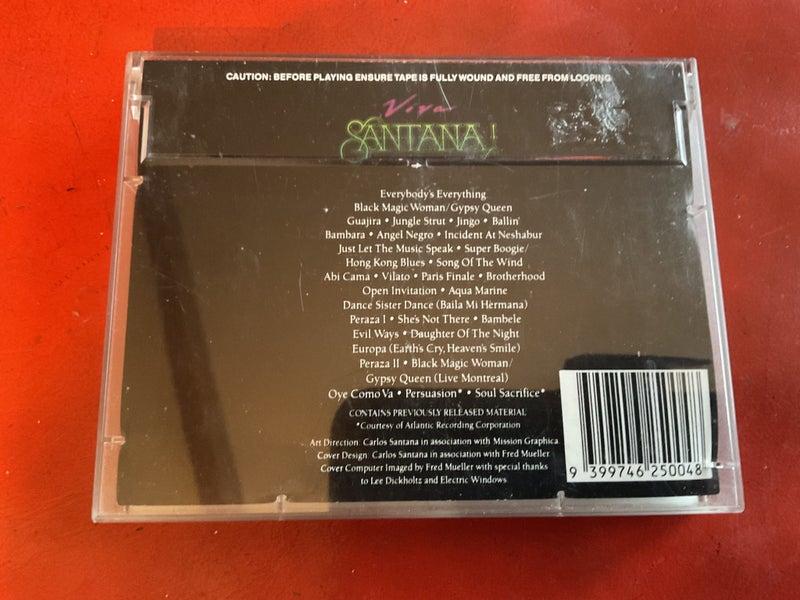 CAUTION: BEFORE PLAYING ENSURE TAPE IS FULLY WOUND AND FREE FROM LOOPING
Viva
SANTANA!
Everybody's Everything
Black Magic Woman/Gypsy Queen
Guajira • Jungle Strut • Jingo • Ballin'
Bambara • Angel Negro • Incident At Neshabur
Just Let The Music Speak • Super Boogie/
Hong Kong Blues • Song Of The Wind
Abi Cama • Vilato • Paris Finale • Brotherhood
Open Invitation • Aqua Marine
Dance Sister Dance (Baila Mi Hermana)
Peraza I • She's Not There • Bambele
Evil Ways • Daughter Of The Night
Europa (Earth's Cry, Heaven's Smile)
Peraza II • Black Magic Woman/
Gypsy Queen (Live Montreal)
Oye Como Va • Persuasion* • Soul Sacrifice*
CONTAINS PREVIOUSLY RELEASED MATERIAL
*Courtesy of Atlantic Recording Corporation
Art Direction: Carlos Santana in association with Mission Graphica.
Cover Design: Carlos Santana in association with Fred Mueller
Cover Computer Imaged by Fred Mueller with special thanks
to Lee Dickholtz and Electric Windows
9 399746 250048